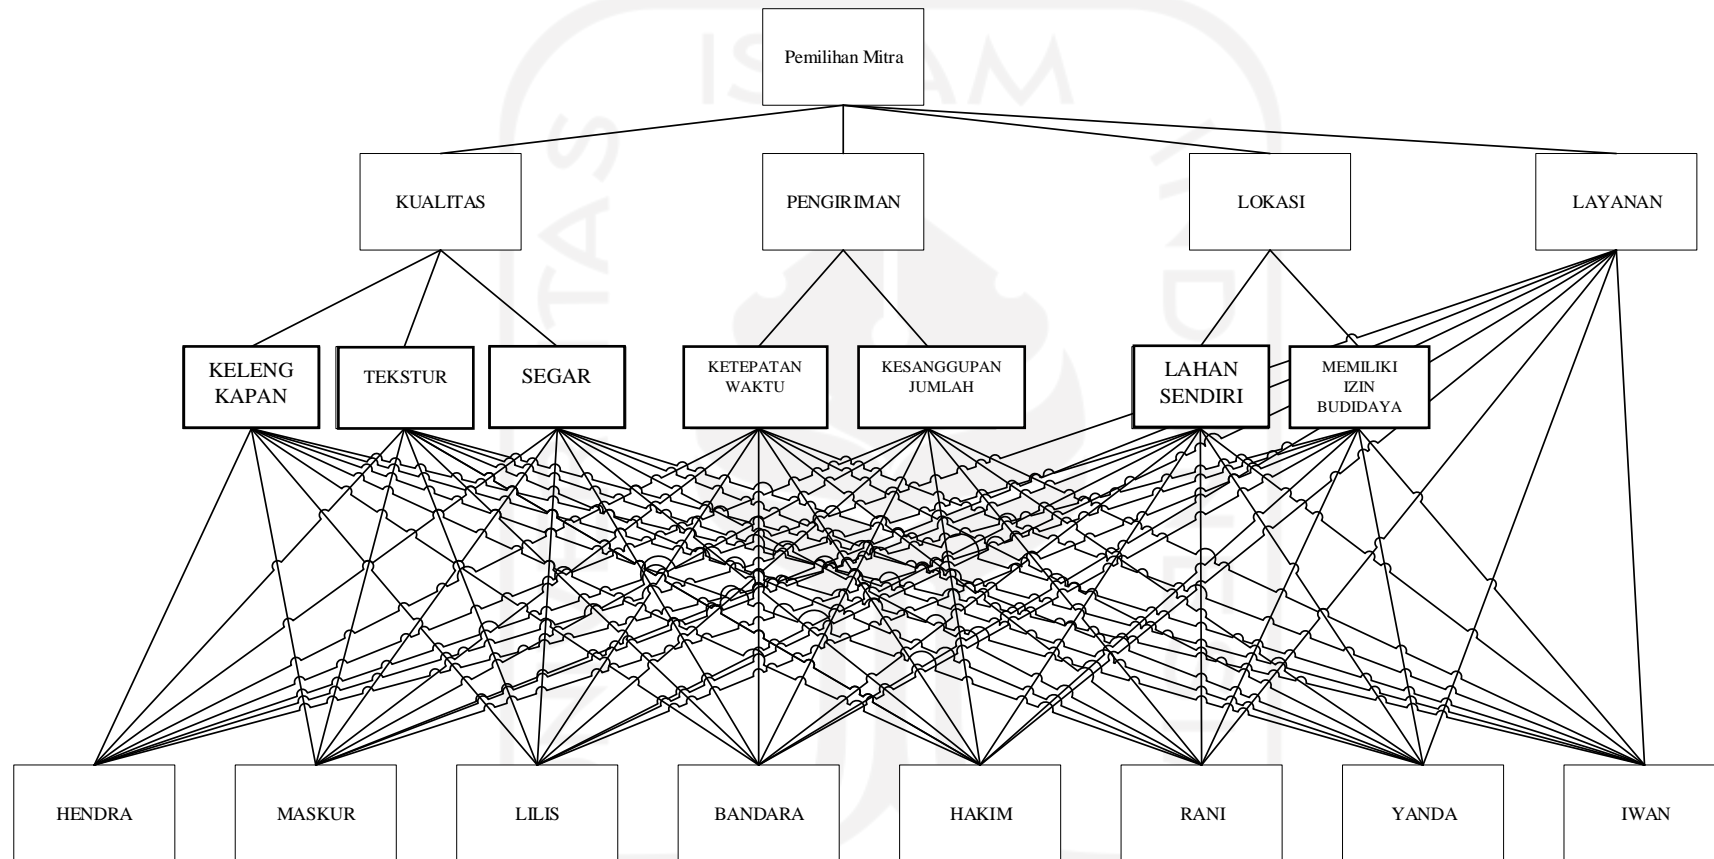 Pemilihan Mitra
KUALITAS
PENGIRIMAN
LOKASI
LAYANAN
KELENG
KAPAN
TEKSTUR
SEGAR
KETEPATAN
WAKTU
KESANGGUPAN
JUMLAH
LAHAN
SENDIRI
MEMILIKI
IZIN
BUDIDAYA
HENDRA
MASKUR
LILIS
BANDARA
HAKIM
RANI
YANDA
IWAN